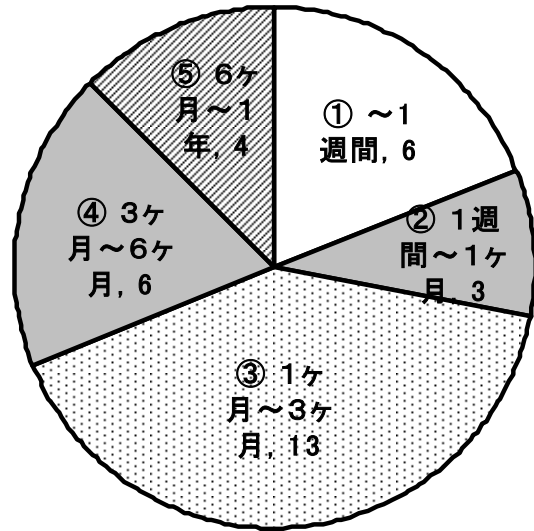 ① ～1
週間, 6
② 1週
間～1ヶ
月, 3
③ 1ヶ
月～3ヶ
月, 13
④ 3ヶ
月～6ヶ
月, 6
⑤ 6ヶ
月～1
年, 4